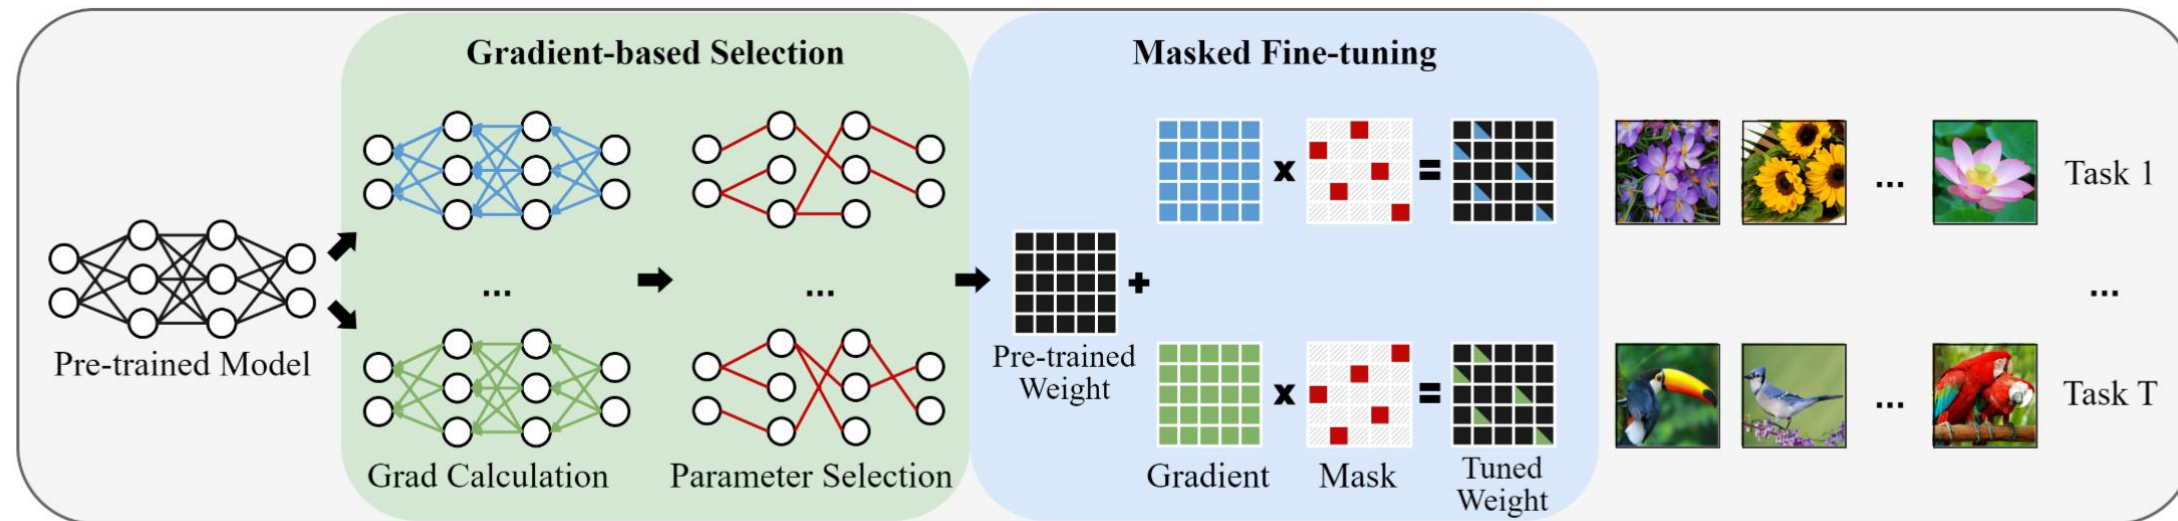 Gradient-based Selection
Masked Fine-tuning
x
=
Task 1
...
Pre-trained Model
...
...
Pre-trained
Weight
+
...
x
=
...
Task T
Grad Calculation
Parameter Selection
Gradient
Mask
Tuned
Weight